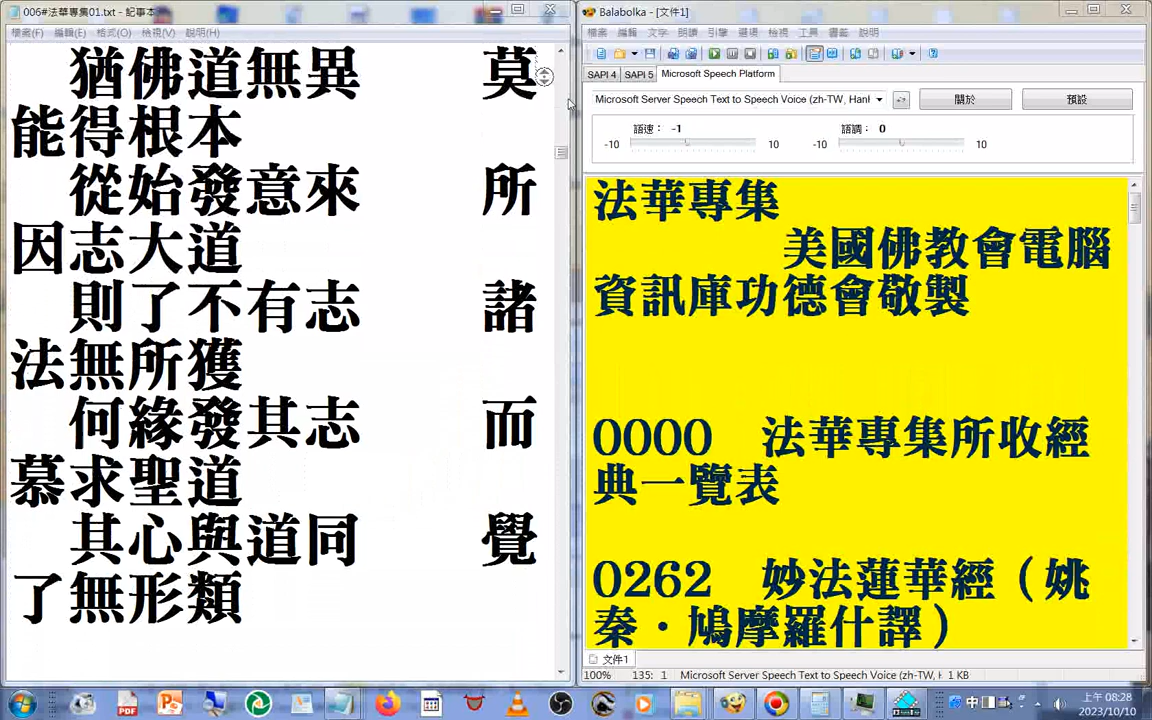 006#法華專集01.txt - 記事本
檔案(F) 編輯(E) 格式(O) 檢視(V) 說明(H)
猶佛道無異 莫
能得根本
從始發意來 所
因志大道
則了不有志 諸
法無所獲
何緣發其志 而
慕求聖道
其心與道同 覺
了無形類
Balabolka - [文件1]
檔案 編輯 文字 朗讀 引擎 選項 檢視 工具 書籤 說明
SAPI 4 SAPI 5 Microsoft Speech Platform
Microsoft Server Speech Text to Speech Voice (zh-TW, Hanl
關於 預設
語速： -1 語調： 0
-10 10 -10 10
法華專集
美國佛教會電腦
資訊庫功德會敬製
0000 法華專集所收經
典一覽表
0262 妙法蓮華經（姚
秦．鳩摩羅什譯）
文件1
100% 135: 1 Microsoft Server Speech Text to Speech Voice (zh-TW, H 1 KB
PDF
中
上午 08:28
2023/10/10